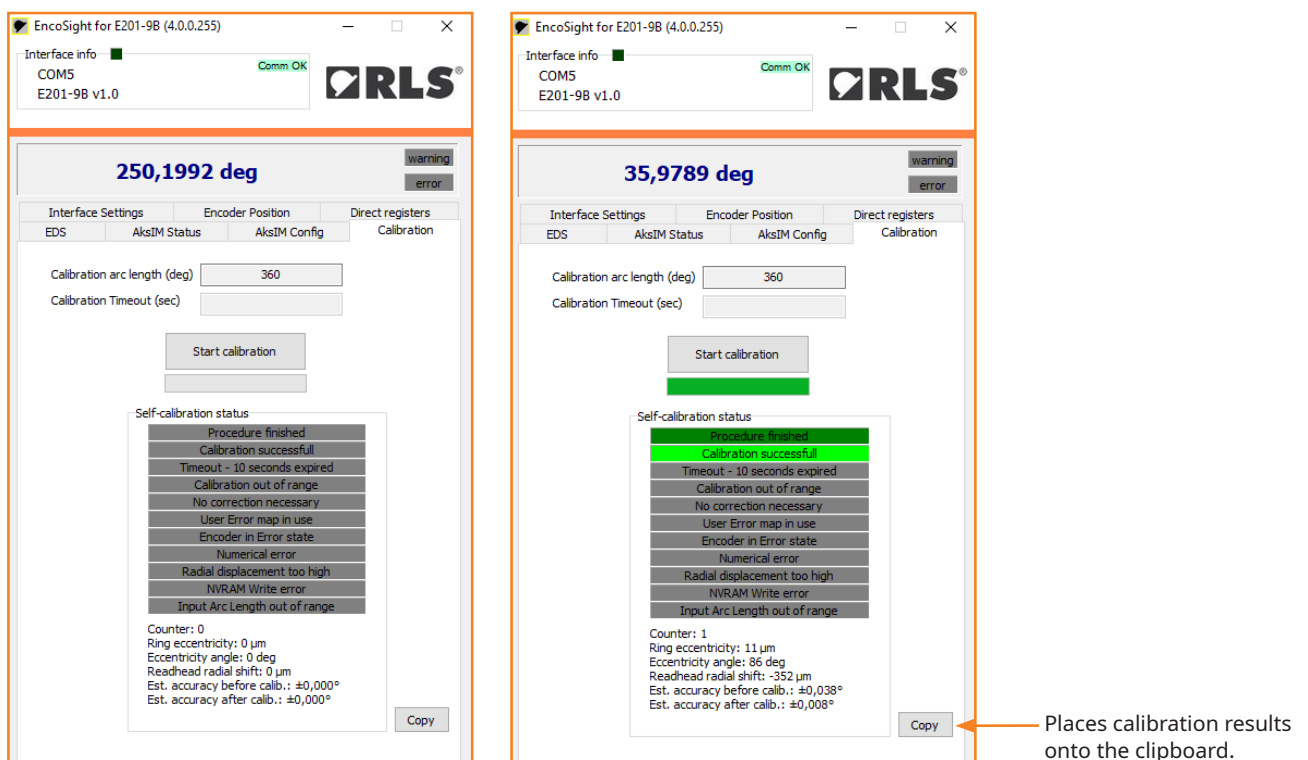 EncoSight for E201-9B (4.0.0.255)
Interface info
Comm OK
COM5
E201-9B v1.0
RLS®
250,1992 deg
warning
error
Interface Settings Encoder Position Direct registers
EDS AksIM Status AksIM Config Calibration
Calibration arc length (deg) 360
Calibration Timeout (sec)
Start calibration
Self-calibration status
Procedure finished
Calibration successfull
Timeout - 10 seconds expired
Calibration out of range
No correction necessary
User Error map in use
Encoder in Error state
Numerical error
Radial displacement too high
NVRAM Write error
Input Arc Length out of range
Counter: 0
Ring eccentricity: 0 µm
Eccentricity angle: 0 deg
Readhead radial shift: 0 µm
Est. accuracy before calib.: ±0,000°
Est. accuracy after calib.: ±0,000°
Copy
EncoSight for E201-9B (4.0.0.255)
Interface info
Comm OK
COM5
E201-9B v1.0
RLS®
35,9789 deg
warning
error
Interface Settings Encoder Position Direct registers
EDS AksIM Status AksIM Config Calibration
Calibration arc length (deg) 360
Calibration Timeout (sec)
Start calibration
Self-calibration status
Procedure finished
Calibration successfull
Timeout - 10 seconds expired
Calibration out of range
No correction necessary
User Error map in use
Encoder in Error state
Numerical error
Radial displacement too high
NVRAM Write error
Input Arc Length out of range
Counter: 1
Ring eccentricity: 11 µm
Eccentricity angle: 86 deg
Readhead radial shift: -352 µm
Est. accuracy before calib.: ±0,038°
Est. accuracy after calib.: ±0,008°
Copy
Places calibration results
onto the clipboard.